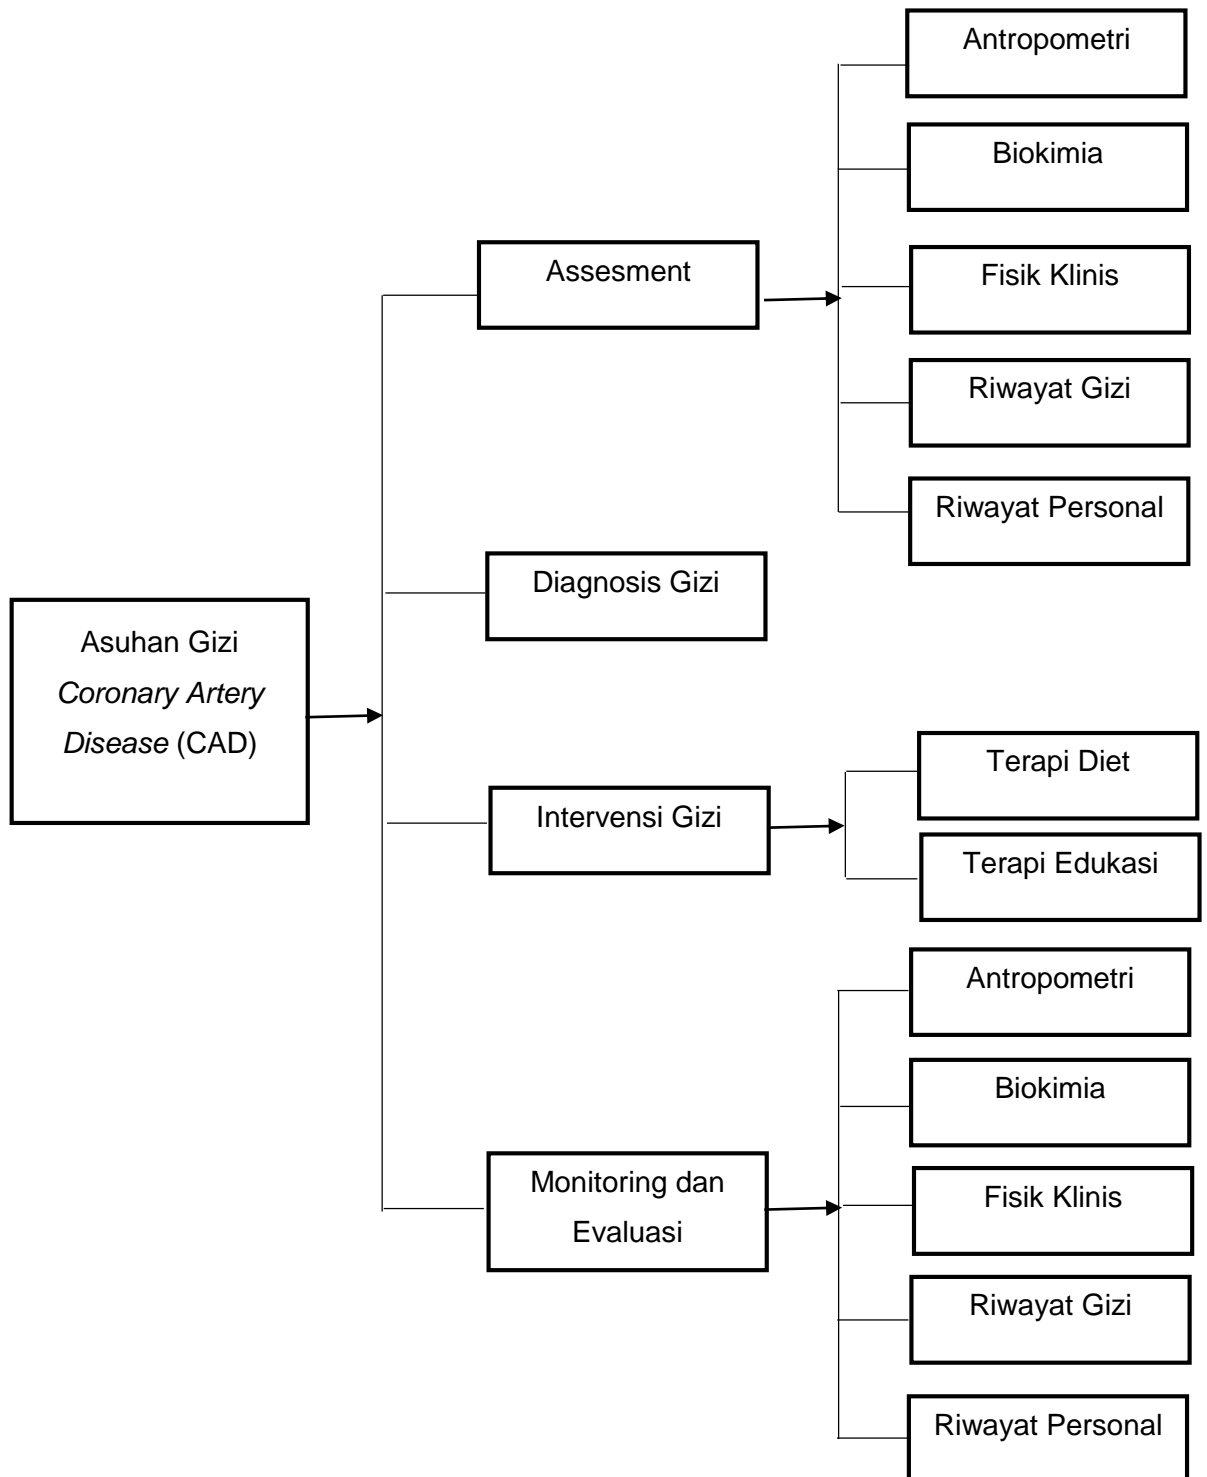 Asuhan Gizi
Coronary Artery
Disease (CAD)
Assesment
Antropometri
Biokimia
Fisik Klinis
Riwayat Gizi
Riwayat Personal
Diagnosis Gizi
Intervensi Gizi
Terapi Diet
Terapi Edukasi
Monitoring dan
Evaluasi
Antropometri
Biokimia
Fisik Klinis
Riwayat Gizi
Riwayat Personal